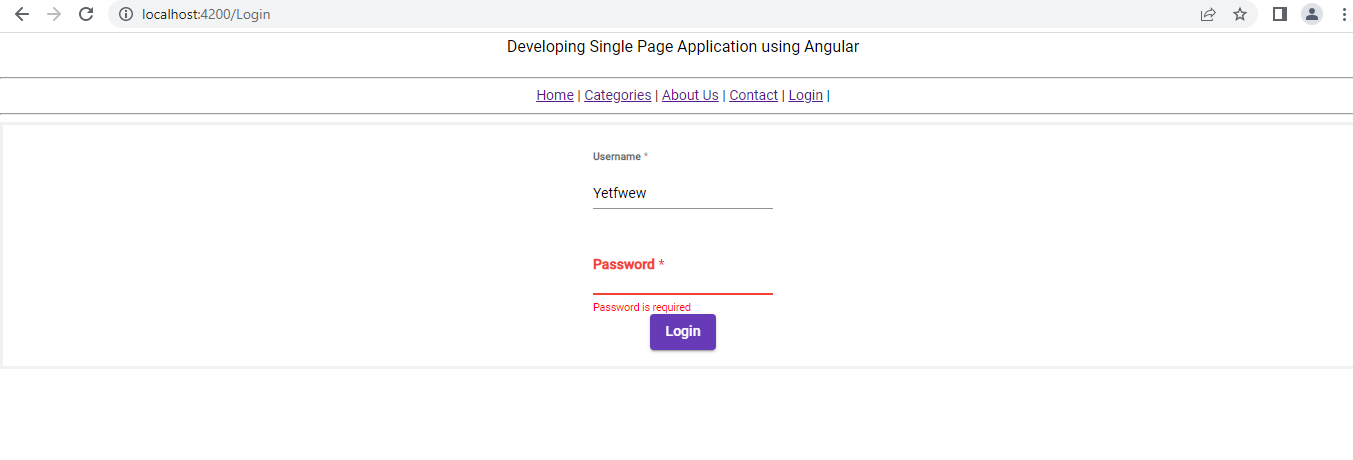 localhost:4200/Login
Developing Single Page Application using Angular
Home | Categories | About Us | Contact | Login |
Username *
Yetfwew
Password *
Password is required
Login